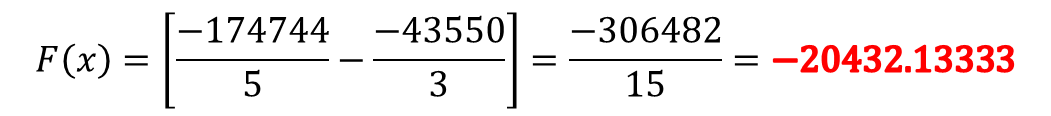 F(x) = [−174744/5 − −43550/3] = −306482/15 = −20432.13333